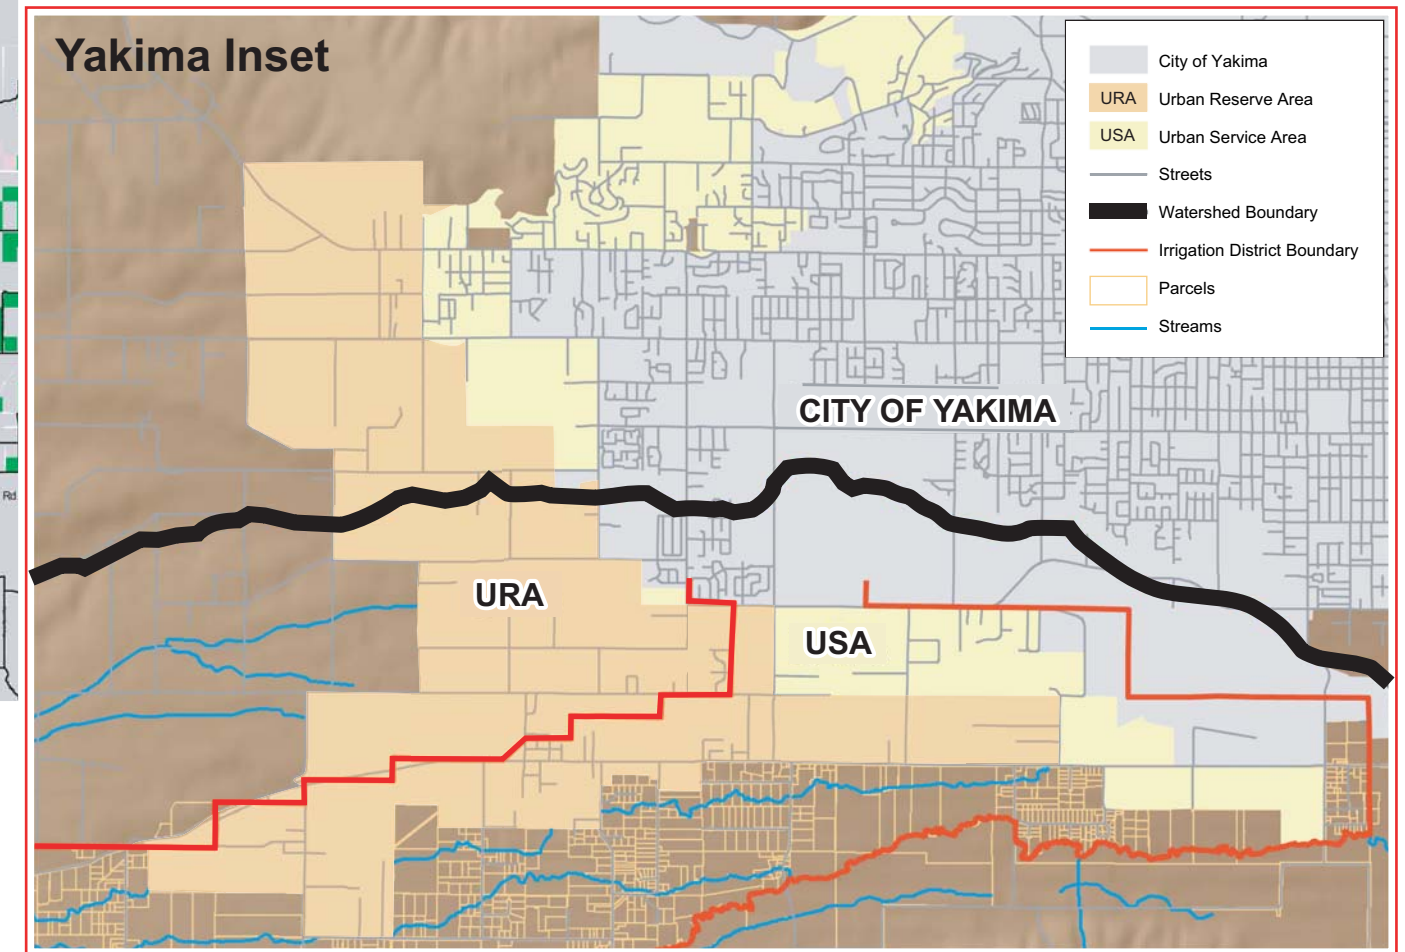 Yakima Inset
City of Yakima
URA Urban Reserve Area
USA Urban Service Area
Streets
Watershed Boundary
Irrigation District Boundary
Parcels
Streams
CITY OF YAKIMA
Rd
URA
USA